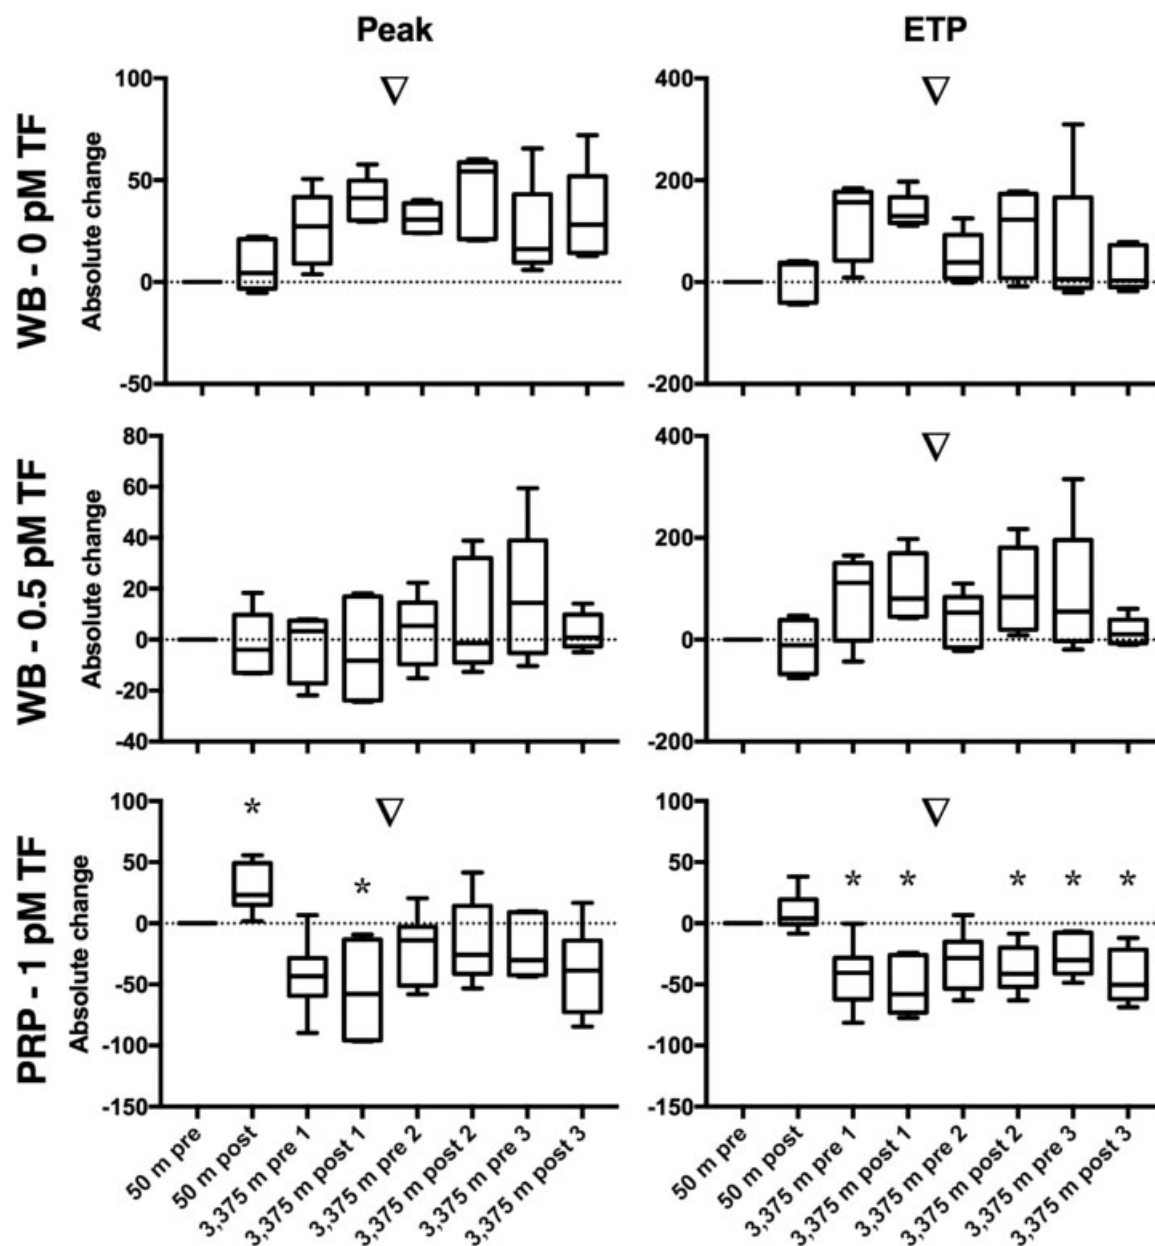 Peak
ETP
WB - 0 pM TF
Absolute change
100
50
0
-50
400
200
0
-200
WB - 0.5 pM TF
Absolute change
80
60
40
20
0
-20
-40
400
200
0
-200
PRP - 1 pM TF
Absolute change
100
50
0
-50
-100
-150
*
*
100
50
0
-50
-100
-150
* * * * *
50 m pre
50 m post
3,375 m pre 1
3,375 m post 1
3,375 m pre 2
3,375 m post 2
3,375 m pre 3
3,375 m post 3
50 m pre
50 m post
3,375 m pre 1
3,375 m post 1
3,375 m pre 2
3,375 m post 2
3,375 m pre 3
3,375 m post 3